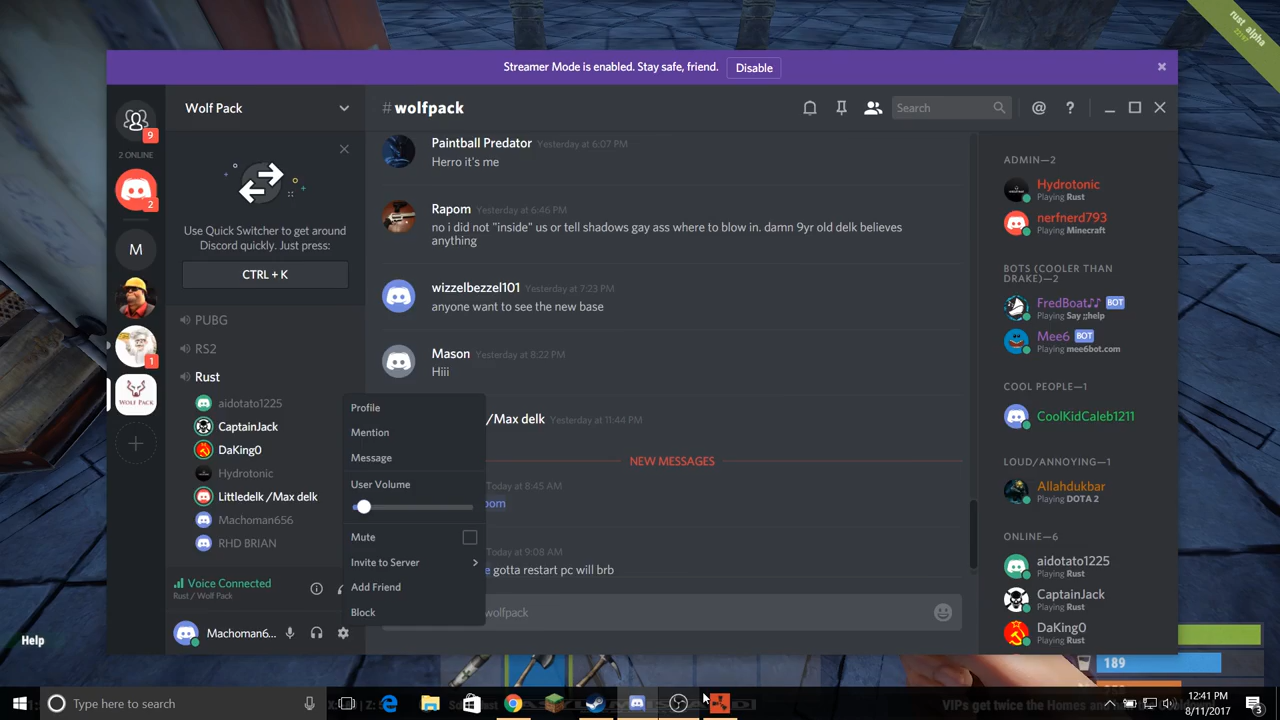 rust alpha
Streamer Mode is enabled. Stay safe, friend. Disable
9
2 ONLINE
2
M
1
WOLF PACK
Wolf Pack
Use Quick Switcher to get around
Discord quickly. Just press:
CTRL + K
PUBG
RS2
Rust
aidotato1225
CaptainJack
DaKing0
Hydrotonic
Littledelk /Max delk
Machoman656
RHD BRIAN
Voice Connected
Rust / Wolf Pack
Machoman6...
Profile
Mention
Message
User Volume
Mute
Invite to Server
Add Friend
Block
#wolfpack
Search
@ ?
Paintball Predator Yesterday at 6:07 PM
Herro it's me
Rapom Yesterday at 6:46 PM
no i did not "inside" us or tell shadows gay ass where to blow in. damn 9yr old delk believes
anything
wizzelbezzel101 Yesterday at 7:23 PM
anyone want to see the new base
Mason Yesterday at 8:22 PM
Hiii
/Max delk Yesterday at 11:44 PM
NEW MESSAGES
Today at 8:45 AM
oom
Today at 9:08 AM
e gotta restart pc will brb
wolfpack
ADMIN—2
Hydrotonic
Playing Rust
nerfnerd793
Playing Minecraft
BOTS (COOLER THAN
DRAKE)—2
FredBoat♪♪ BOT
Playing Say ;;help
Mee6 BOT
Playing mee6bot.com
COOL PEOPLE—1
CoolKidCaleb1211
LOUD/ANNOYING—1
Allahdukbar
Playing DOTA 2
ONLINE—6
aidotato1225
Playing Rust
CaptainJack
Playing Rust
DaKing0
Playing Rust
Help
189
Type here to search
VIPs get twice the Homes and
12:41 PM
8/11/2017
3